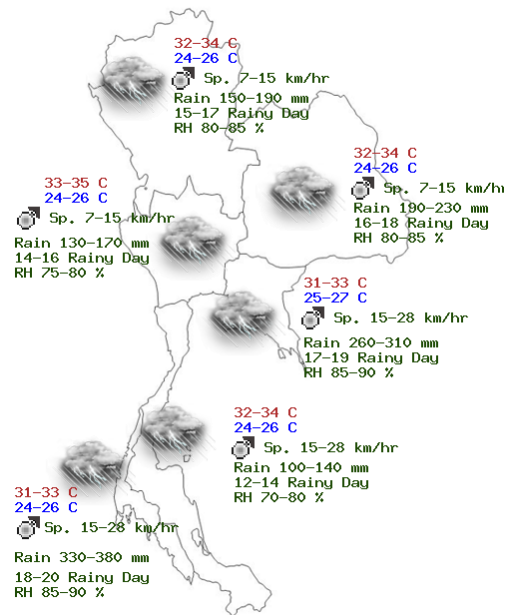 32-34 C
24-26 C
Sp. 7-15 km/hr
Rain 150-190 mm
15-17 Rainy Day
RH 80-85 %
32-34 C
24-26 C
Sp. 7-15 km/h
Rain 190-230 mm
16-18 Rainy Day
RH 80-85 %
33-35 C
24-26 C
Sp. 7-15 km/hr
Rain 130-170 mm
14-16 Rainy Day
RH 75-80 %
31-33 C
25-27 C
Sp. 15-28 km/hr
Rain 260-310 mm
17-19 Rainy Day
RH 85-90 %
32-34 C
24-26 C
Sp. 15-28 km/hr
Rain 100-140 mm
12-14 Rainy Day
RH 70-80 %
31-33 C
24-26 C
Sp. 15-28 km/hr
Rain 330-380 mm
18-20 Rainy Day
RH 85-90 %